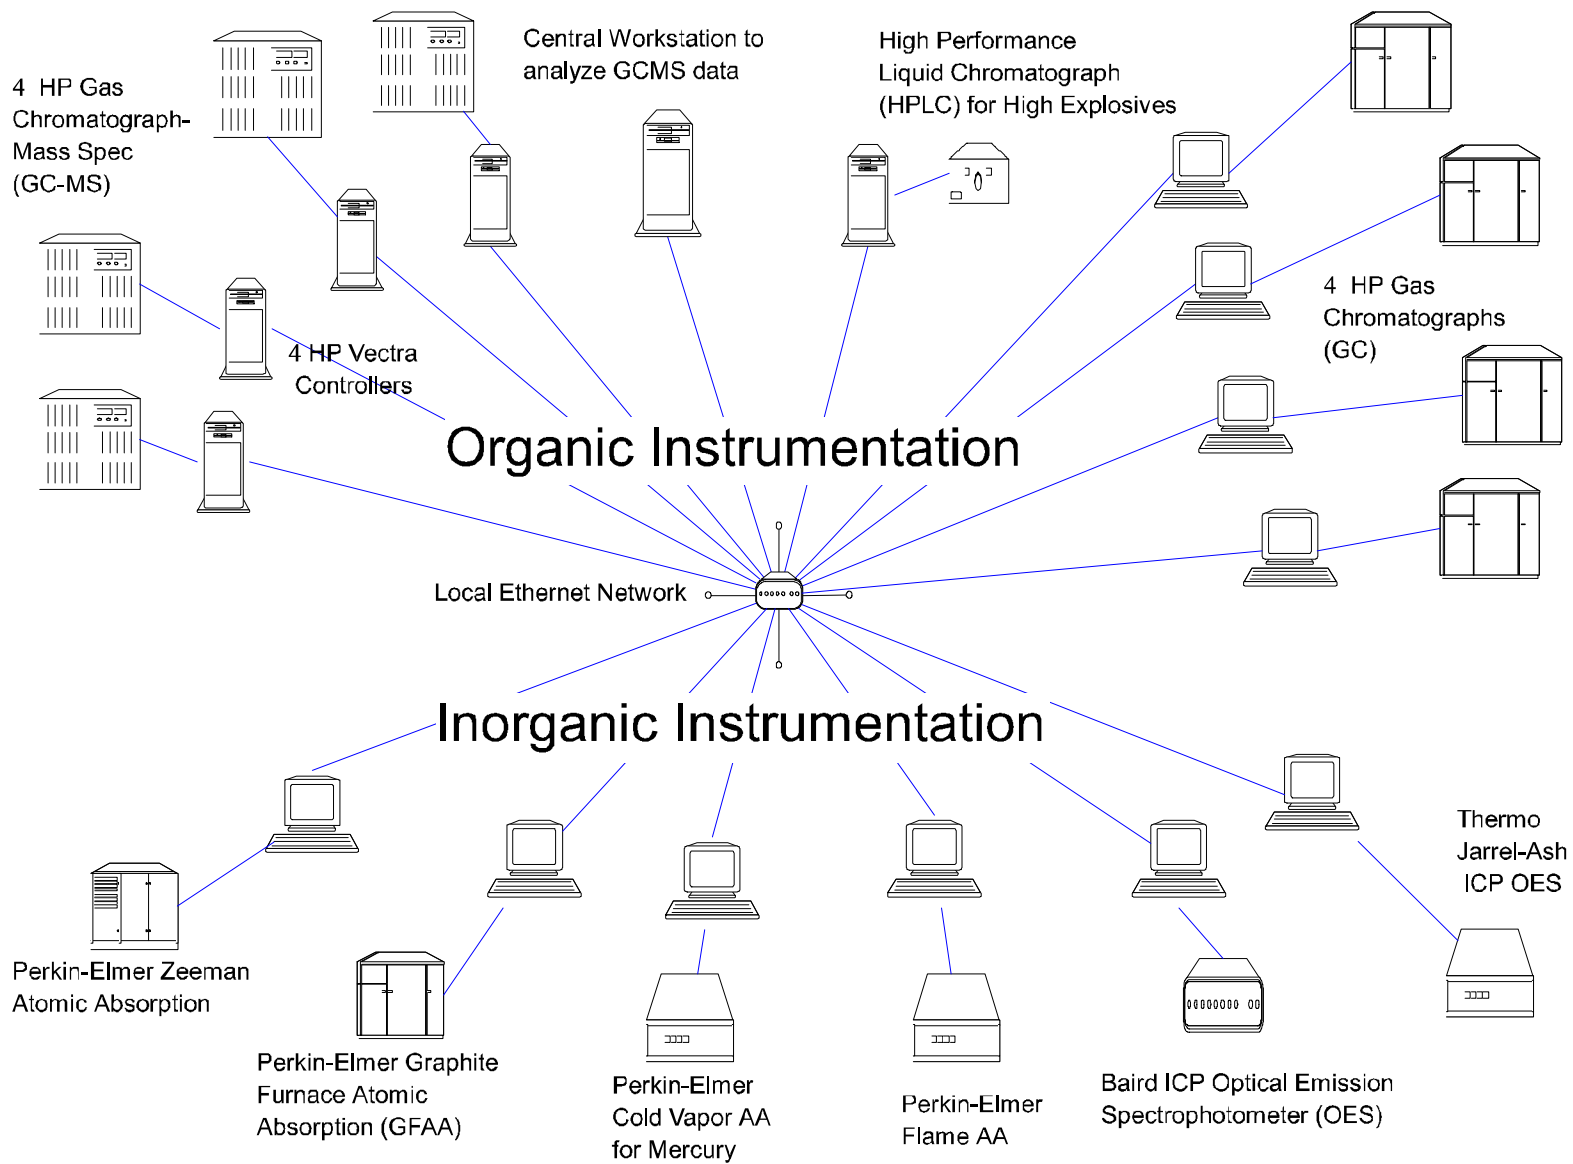 Central Workstation to
analyze GCMS data
High Performance
Liquid Chromatograph
(HPLC) for High Explosives
4 HP Gas
Chromatograph-
Mass Spec
(GC-MS)
4 HP Gas
Chromatographs
(GC)
4 HP Vectra
Controllers
Organic Instrumentation
Local Ethernet Network
Inorganic Instrumentation
Thermo
Jarrel-Ash
ICP OES
Perkin-Elmer Zeeman
Atomic Absorption
Perkin-Elmer Graphite
Furnace Atomic
Absorption (GFAA)
Perkin-Elmer
Cold Vapor AA
for Mercury
Perkin-Elmer
Flame AA
Baird ICP Optical Emission
Spectrophotometer (OES)